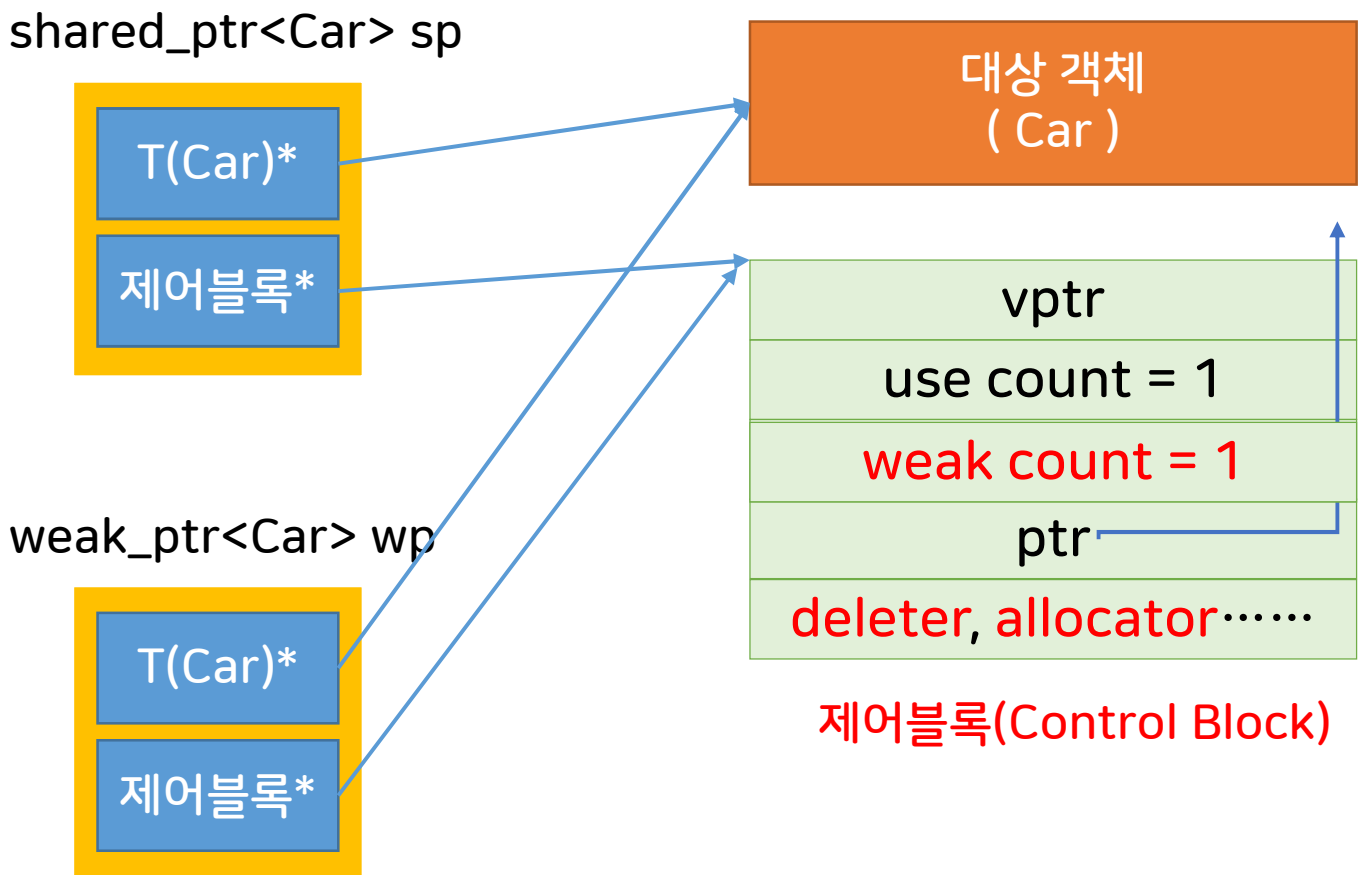 shared_ptr<Car> sp
T(Car)*
제어블록*
대상 객체
( Car )
vptr
use count = 1
weak count = 1
ptr
deleter, allocator……
제어블록(Control Block)
weak_ptr<Car> wp
T(Car)*
제어블록*